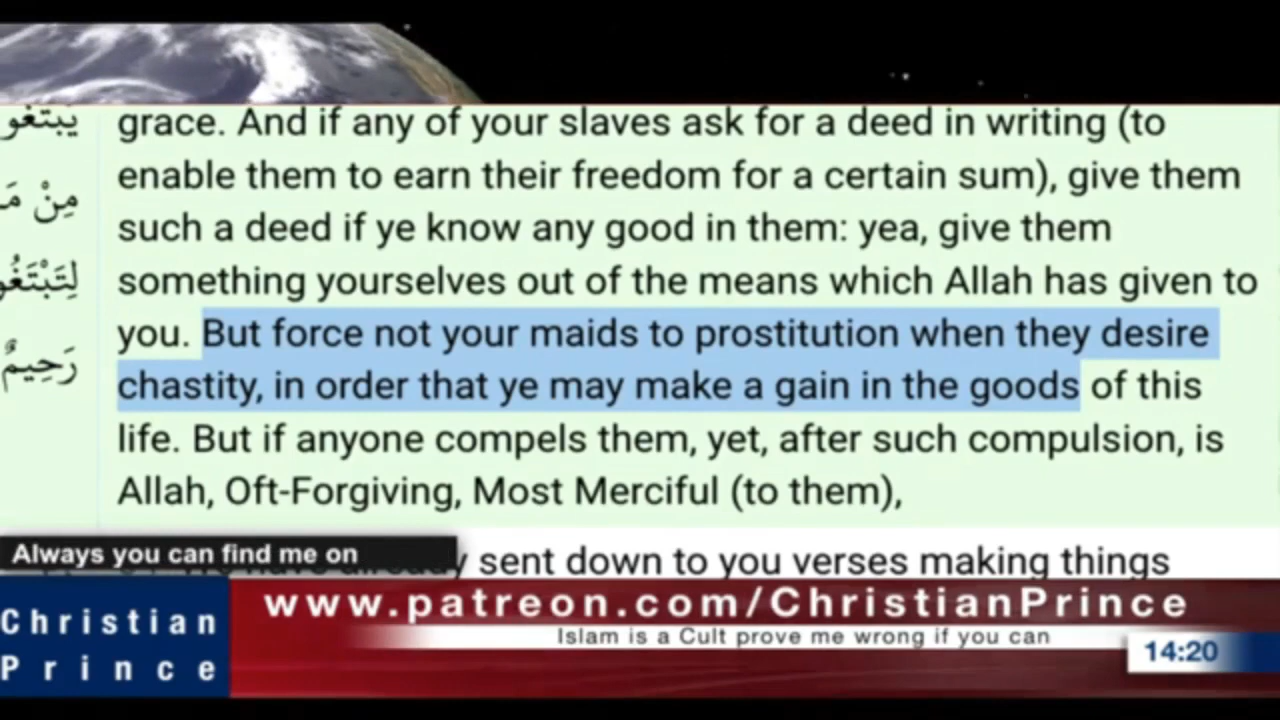 يَبْتَغُو
grace. And if any of your slaves ask for a deed in writing (to
enable them to earn their freedom for a certain sum), give them
مِنْ
such a deed if ye know any good in them: yea, give them
لِتَبْتَغُو
something yourselves out of the means which Allah has given to
you. But force not your maids to prostitution when they desire
رَحِيمٌ
chastity, in order that ye may make a gain in the goods of this
life. But if anyone compels them, yet, after such compulsion, is
Allah, Oft-Forgiving, Most Merciful (to them),
Always you can find me on
sent down to you verses making things
Christian
Prince
www.patreon.com/ChristianPrince
Islam is a Cult prove me wrong if you can
14:20